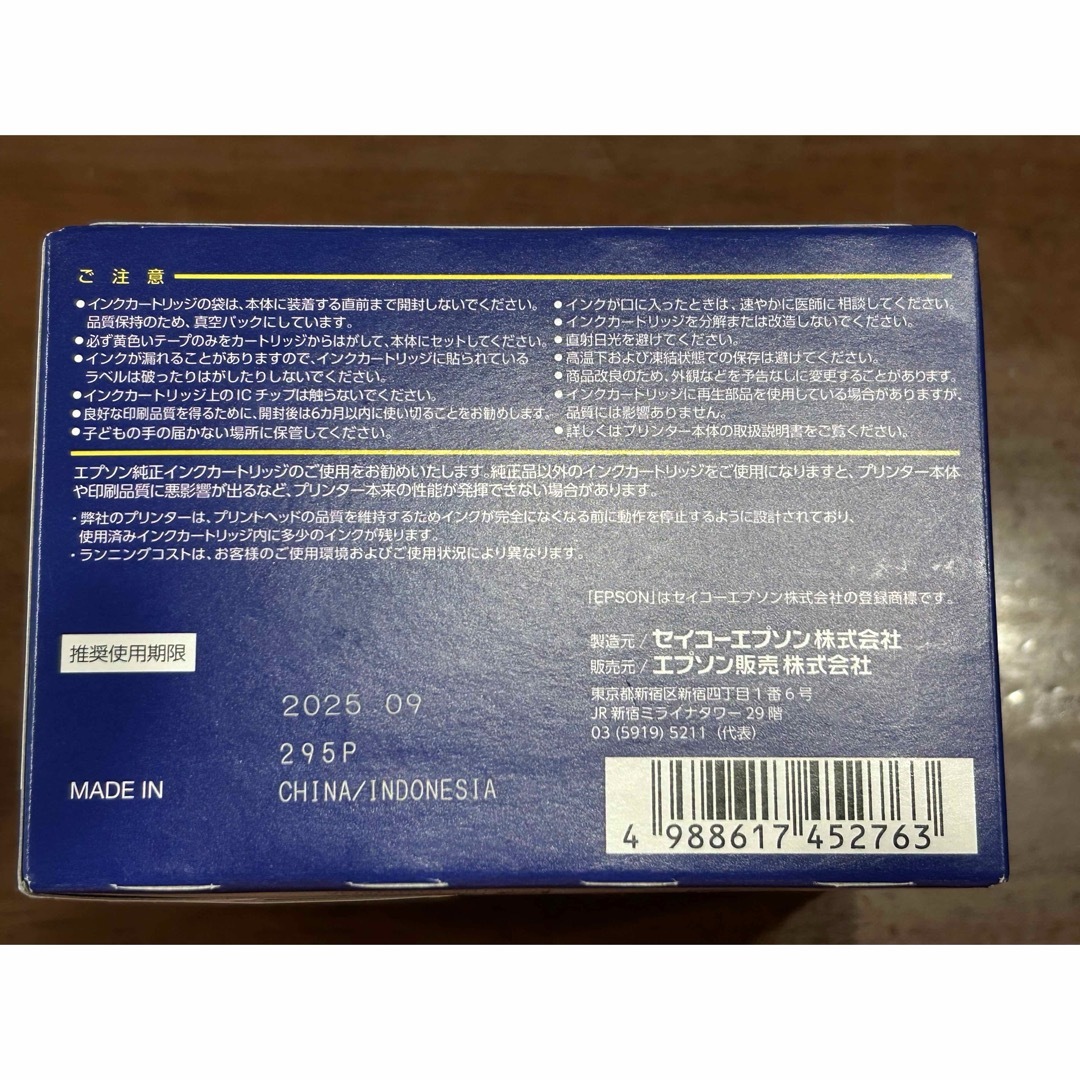 ご注意
●インクカートリッジの袋は、本体に装着する直前まで開封しないでください。
品質保持のため、真空パックにしています。
●必ず黄色いテープのみをカートリッジからはがして、本体にセットしてください。
●インクが漏れることがありますので、インクカートリッジに貼られている
ラベルは破ったりはがしたりしないでください。
●インクカートリッジ上のICチップは触らないでください。
●良好な印刷品質を得るために、開封後は6カ月以内に使い切ることをお勧めします。
●子どもの手の届かない場所に保管してください。
●インクが口に入ったときは、速やかに医師に相談してください。
●インクカートリッジを分解または改造しないでください。
●直射日光を避けてください。
●高温下および凍結状態での保存は避けてください。
●商品改良のため、外観などを予告なしに変更することがあります。
●インクカートリッジに再生部品を使用している場合がありますが、
品質には影響ありません。
●詳しくはプリンター本体の取扱説明書をご覧ください。
エプソン純正インクカートリッジのご使用をお勧めいたします。純正品以外のインクカートリッジをご使用になりますと、プリンター本体
や印刷品質に悪影響が出るなど、プリンター本来の性能が発揮できない場合があります。
・弊社のプリンターは、プリントヘッドの品質を維持するためインクが完全になくなる前に動作を停止するように設計されており、
使用済みインクカートリッジ内に多少のインクが残ります。
・ランニングコストは、お客様のご使用環境およびご使用状況により異なります。
「EPSON」はセイコーエプソン株式会社の登録商標です。
製造元/セイコーエプソン株式会社
販売元/エプソン販売株式会社
東京都新宿区新宿四丁目1番6号
JR新宿ミライナタワー29階
03 (5919) 5211 (代表)
推奨使用期限
2025 09
295P
MADE IN CHINA/INDONESIA
4 988617 452763